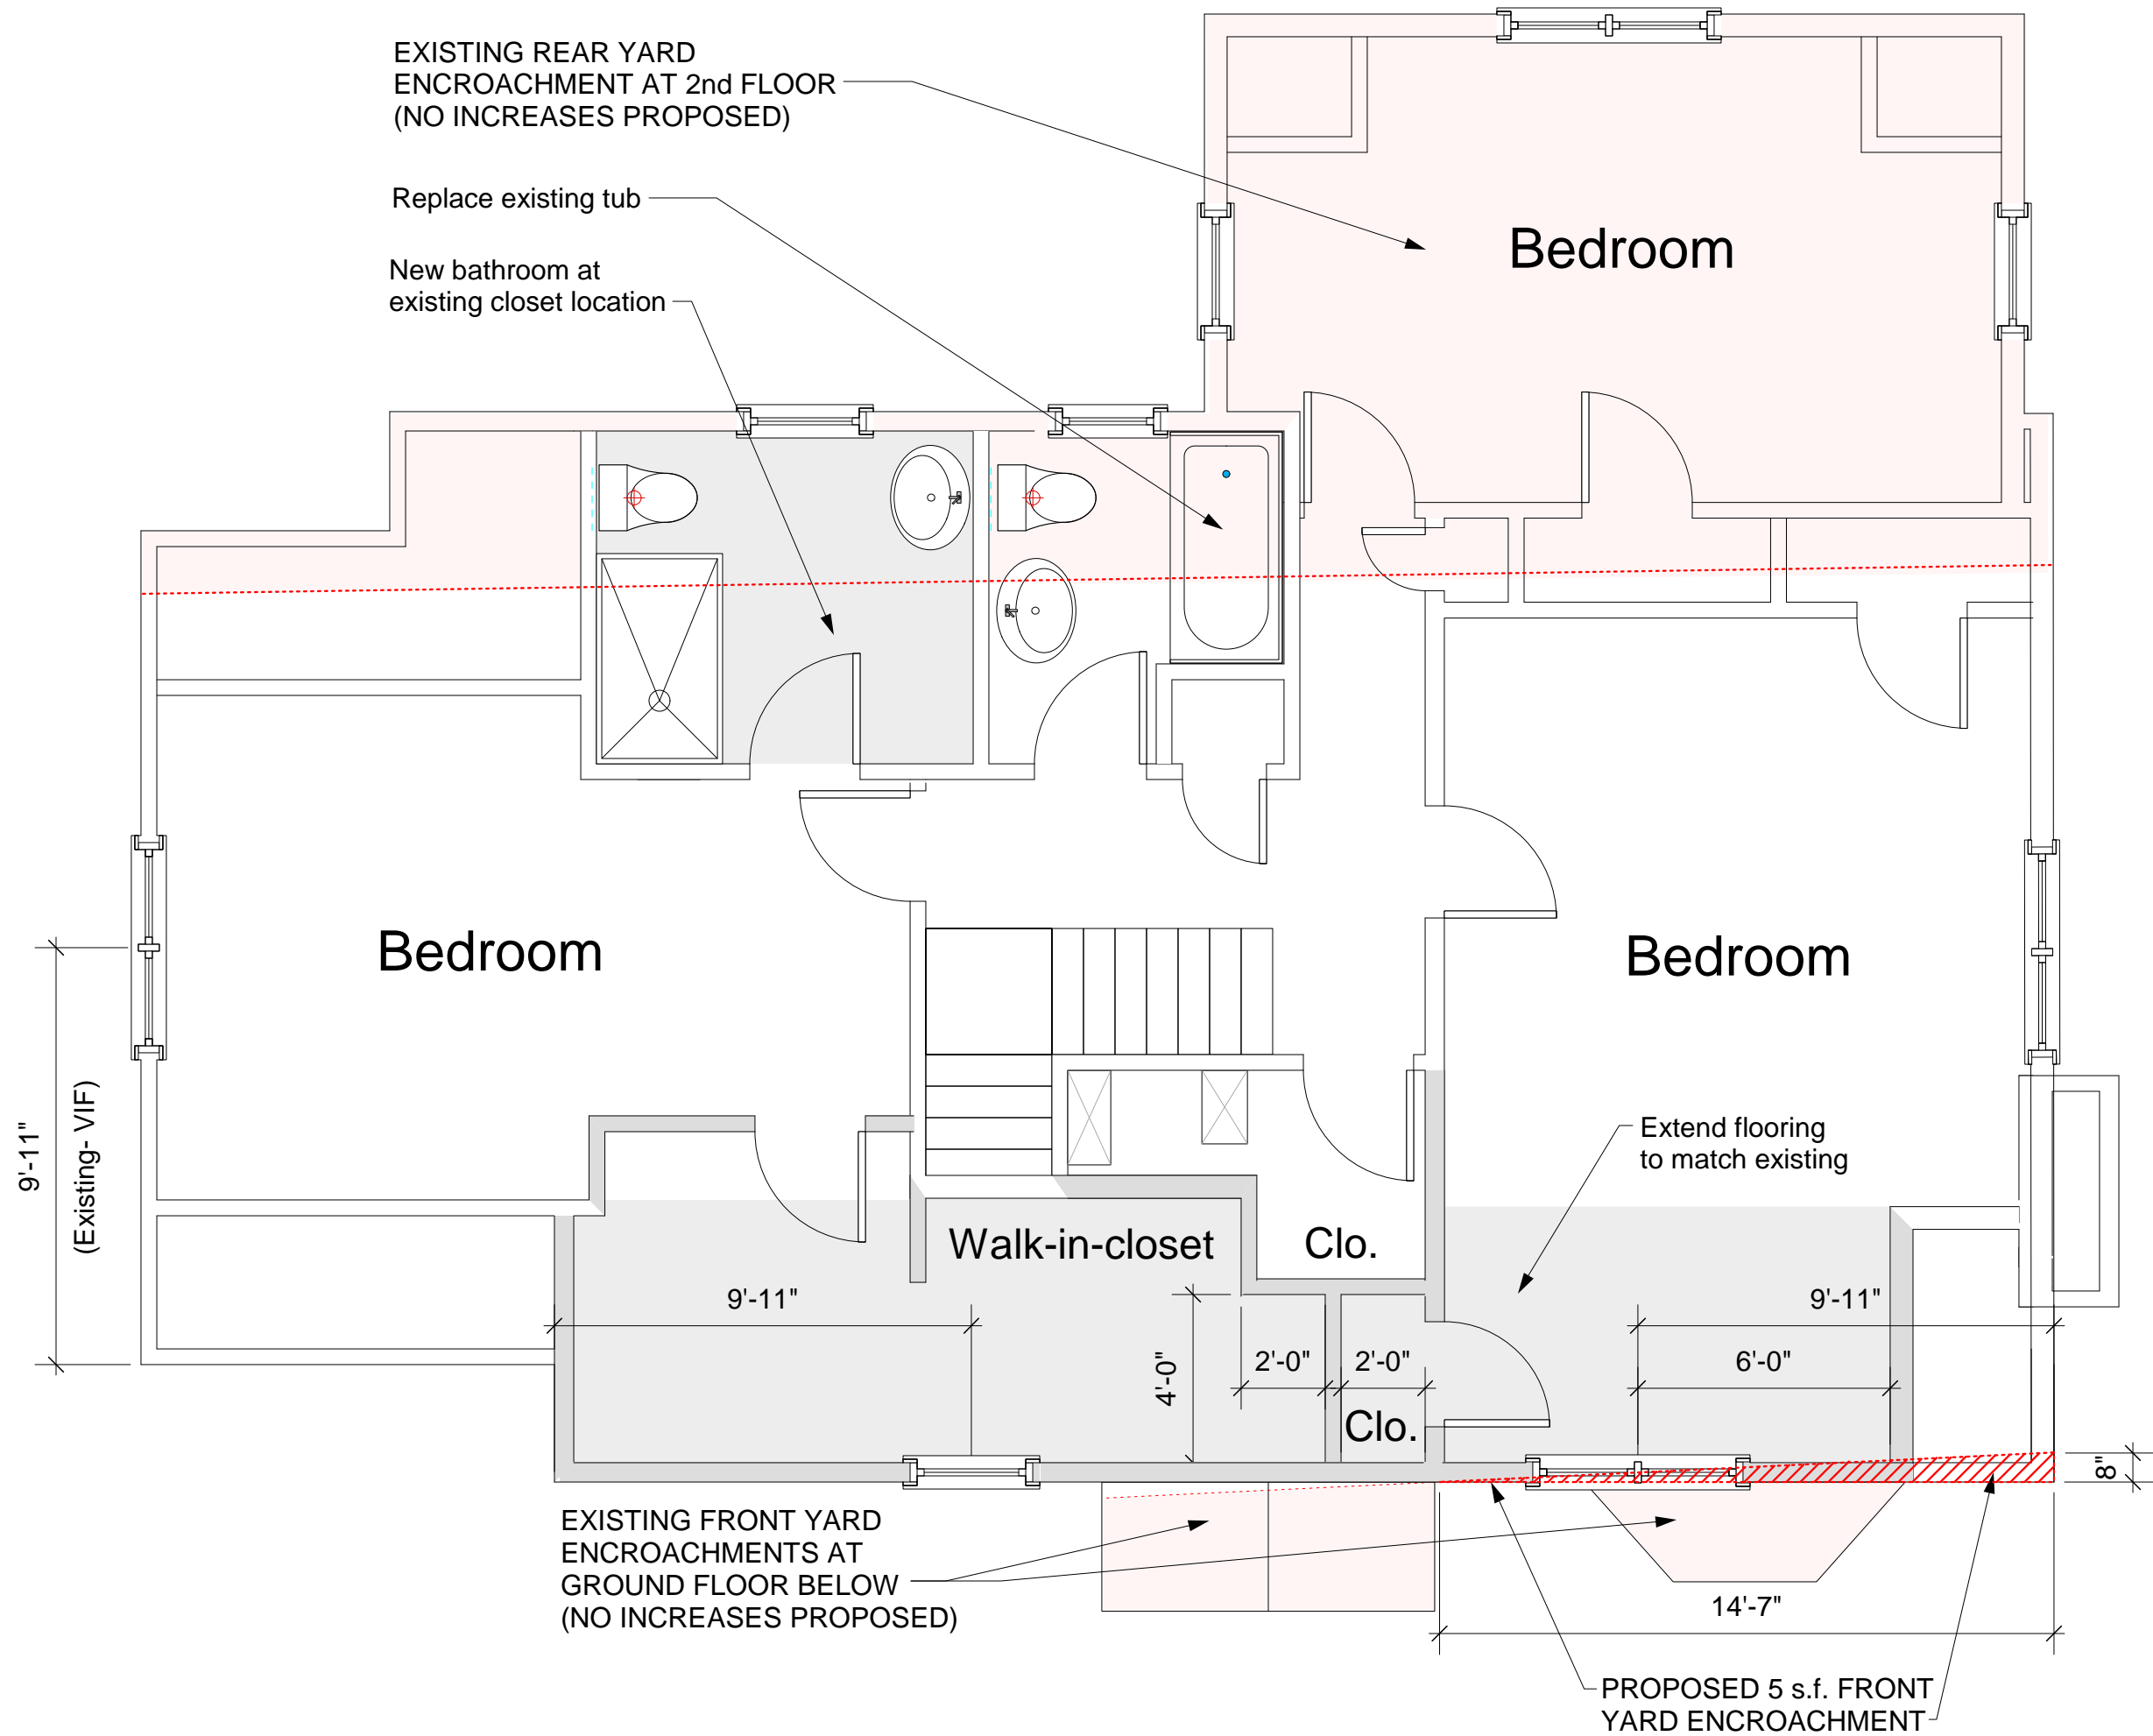 EXISTING REAR YARD
ENCROACHMENT AT 2nd FLOOR
(NO INCREASES PROPOSED)
Replace existing tub
New bathroom at
existing closet location
Bedroom
Bedroom
Bedroom
9'-11"
(Existing- VIF)
Extend flooring
to match existing
Walk-in-closet
Clo.
9'-11"
9'-11"
4'-0"
2'-0"
2'-0"
6'-0"
Clo.
8"
EXISTING FRONT YARD
ENCROACHMENTS AT
GROUND FLOOR BELOW
(NO INCREASES PROPOSED)
14'-7"
PROPOSED 5 s.f. FRONT
YARD ENCROACHMENT